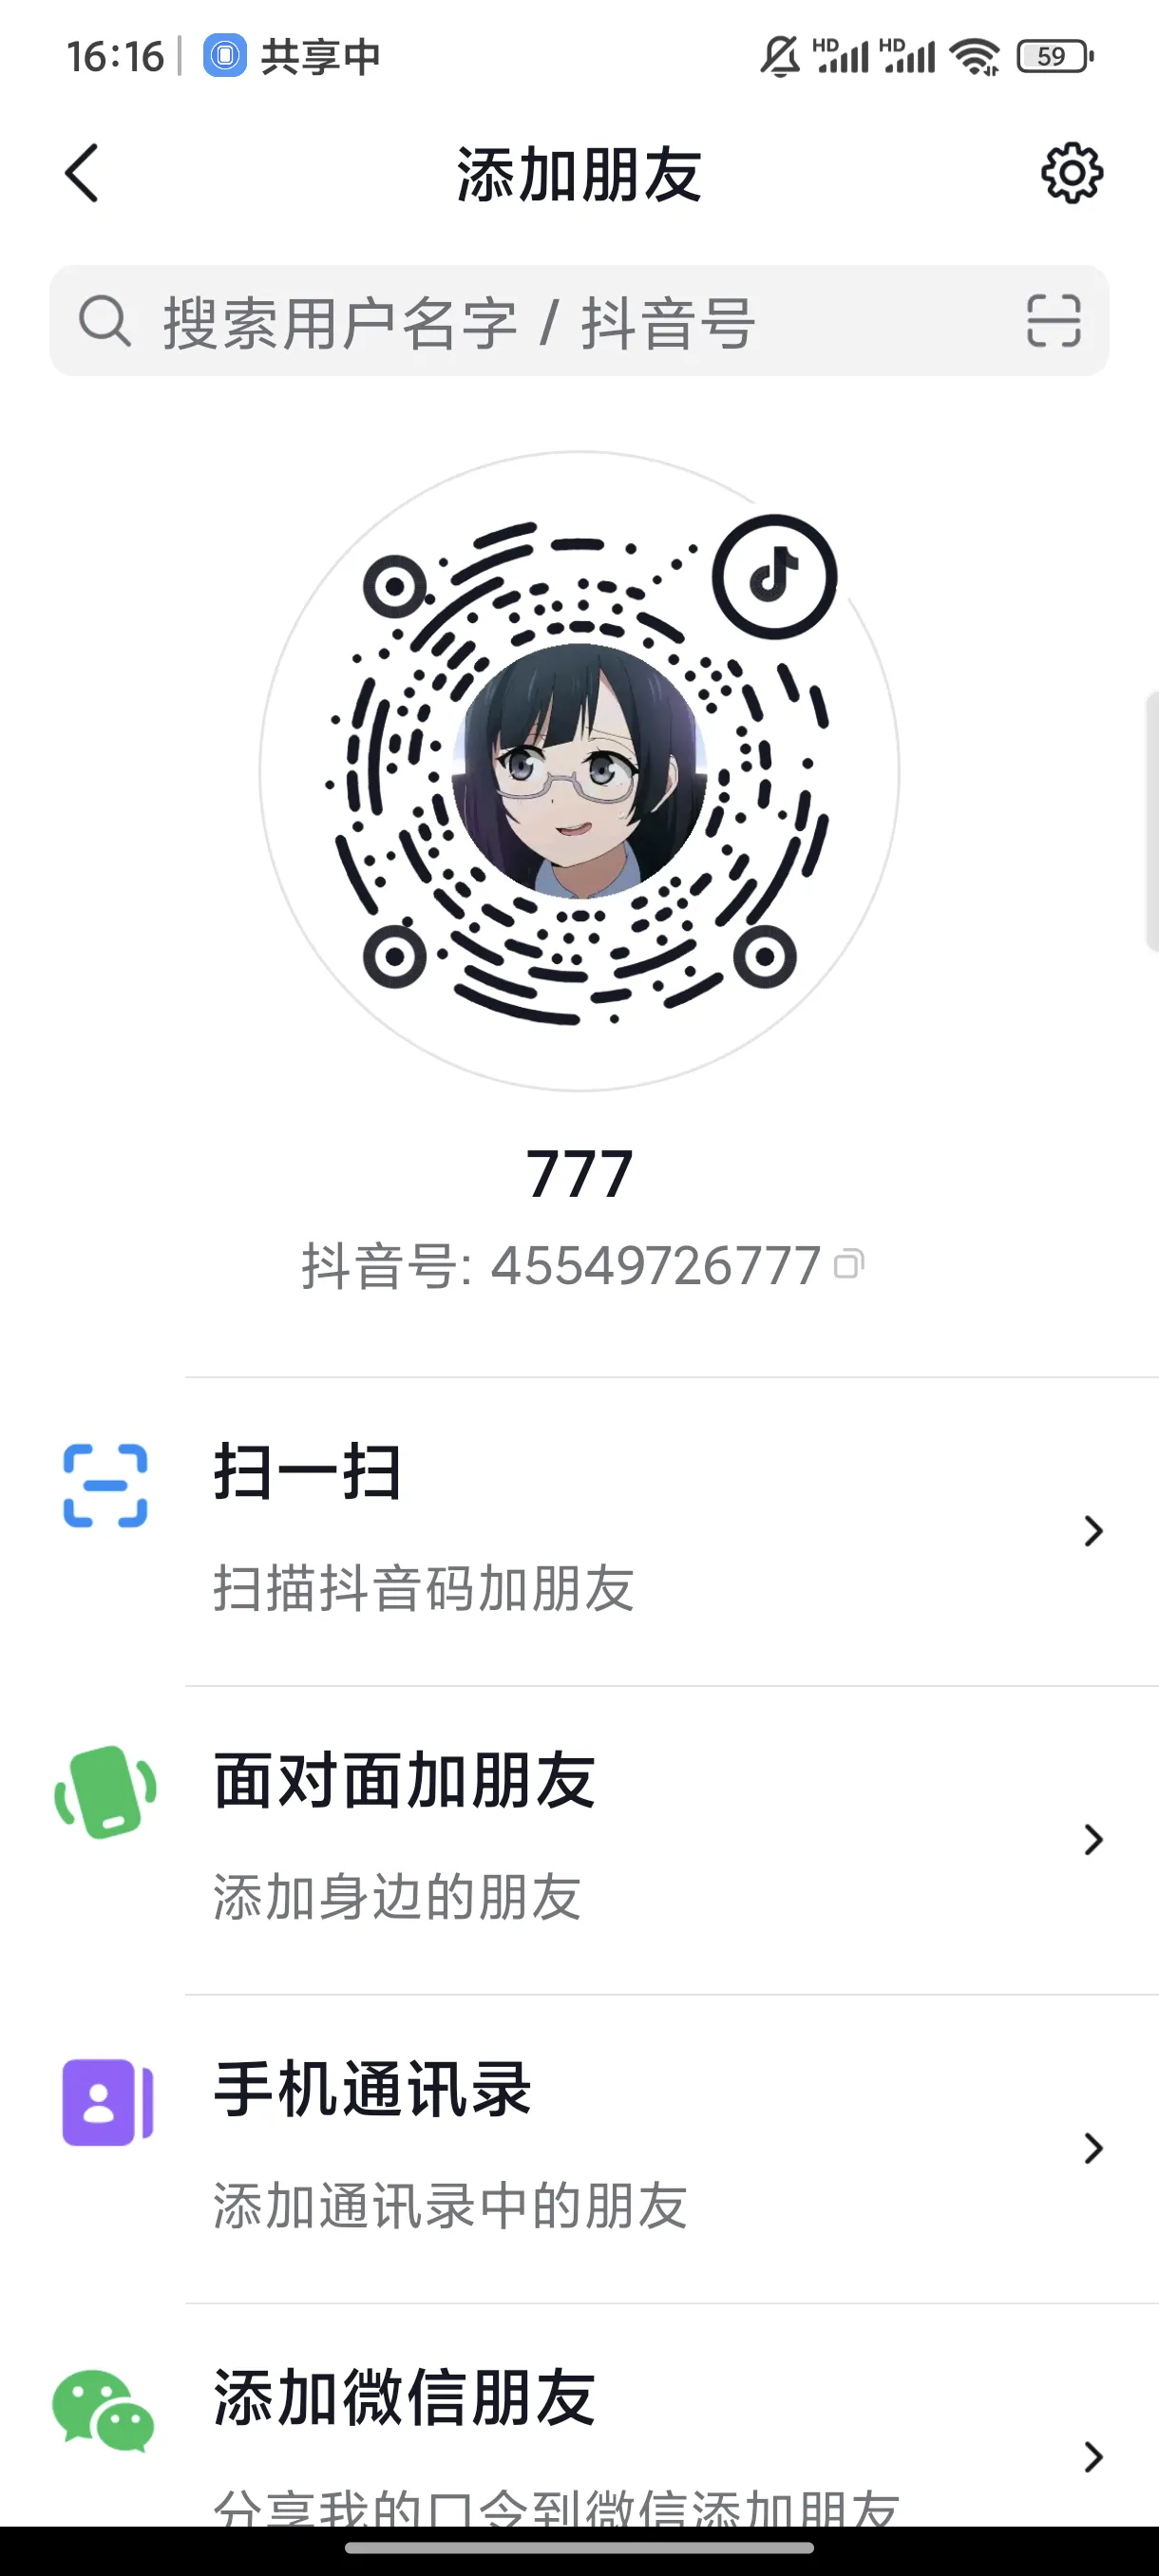 16:16 共享中 HD HD 59
添加朋友
搜索用户名字 / 抖音号
777
抖音号: 45549726777
扫一扫
扫描抖音码加朋友
面对面加朋友
添加身边的朋友
手机通讯录
添加通讯录中的朋友
添加微信朋友
分享我的口令到微信添加朋友